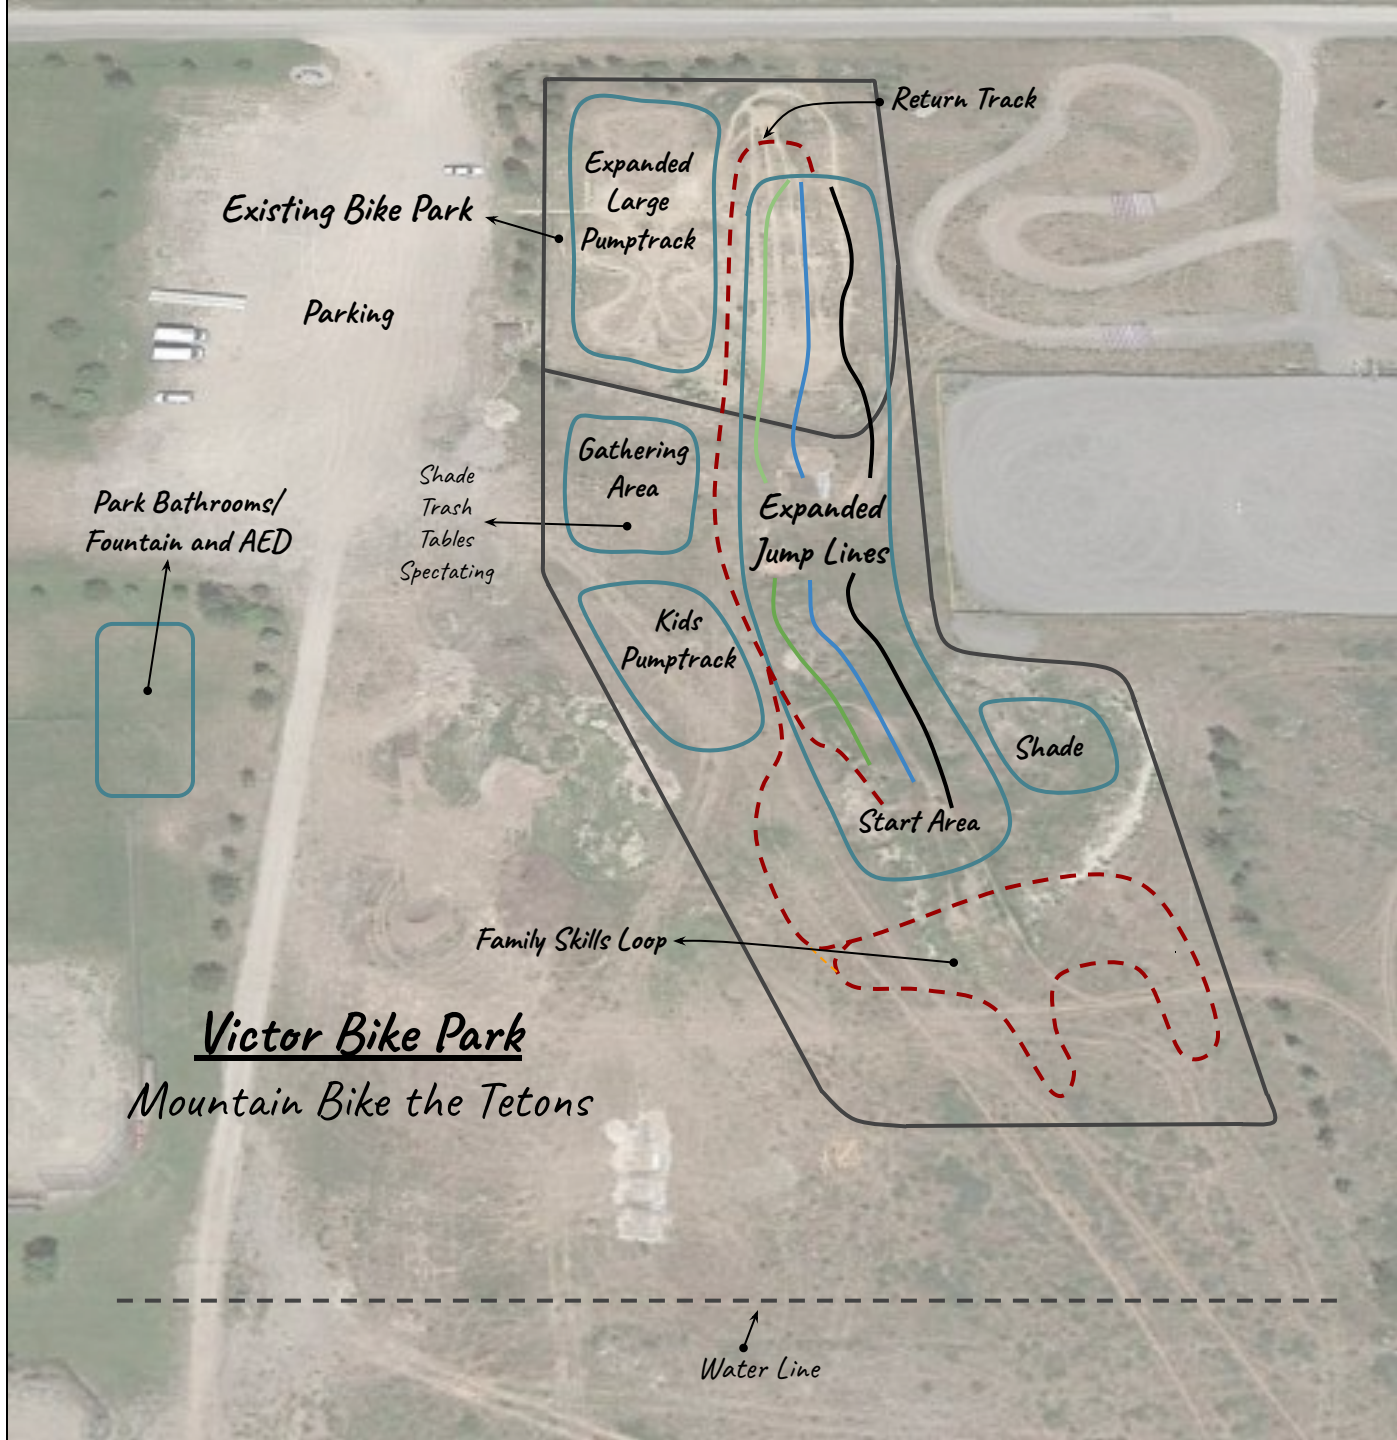 Return Track
Expanded
Large
Pumptrack
Existing Bike Park
Parking
Gathering
Area
Shade
Trash
Tables
Spectating
Park Bathrooms/
Fountain and AED
Expanded
Jump Lines
Kids
Pumptrack
Shade
Start Area
Family Skills Loop
Victor Bike Park
Mountain Bike the Tetons
Water Line